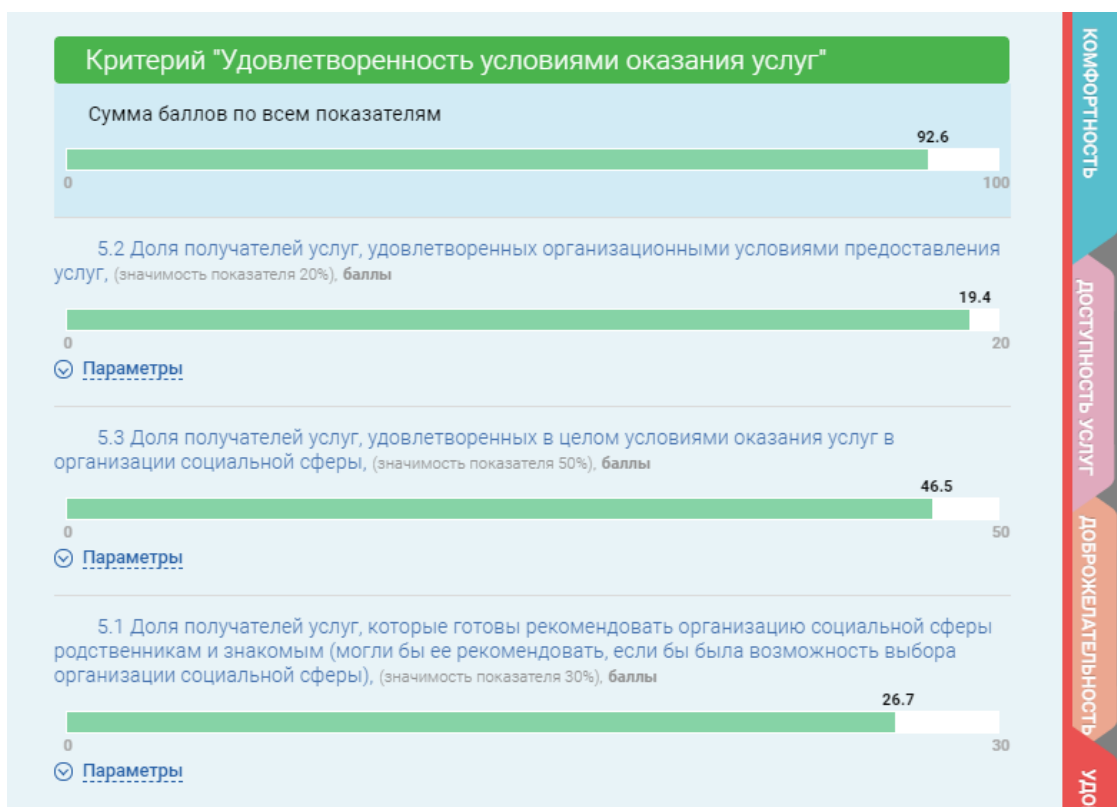 Критерий "Удовлетворенность условиями оказания услуг"
Сумма баллов по всем показателям
92.6
0
100
5.2 Доля получателей услуг, удовлетворенных организационными условиями предоставления
услуг, (значимость показателя 20%), баллы
19.4
0
20
Параметры
5.3 Доля получателей услуг, удовлетворенных в целом условиями оказания услуг в
организации социальной сферы, (значимость показателя 50%), баллы
46.5
0
50
Параметры
5.1 Доля получателей услуг, которые готовы рекомендовать организацию социальной сферы
родственникам и знакомым (могли бы ее рекомендовать, если бы была возможность выбора
организации социальной сферы), (значимость показателя 30%), баллы
26.7
0
30
Параметры
КОМФОРТНОСТЬ
ДОСТУПНОСТЬ УСЛУГ
ДОБРОЖЕЛАТЕЛЬНОСТЬ
УДО